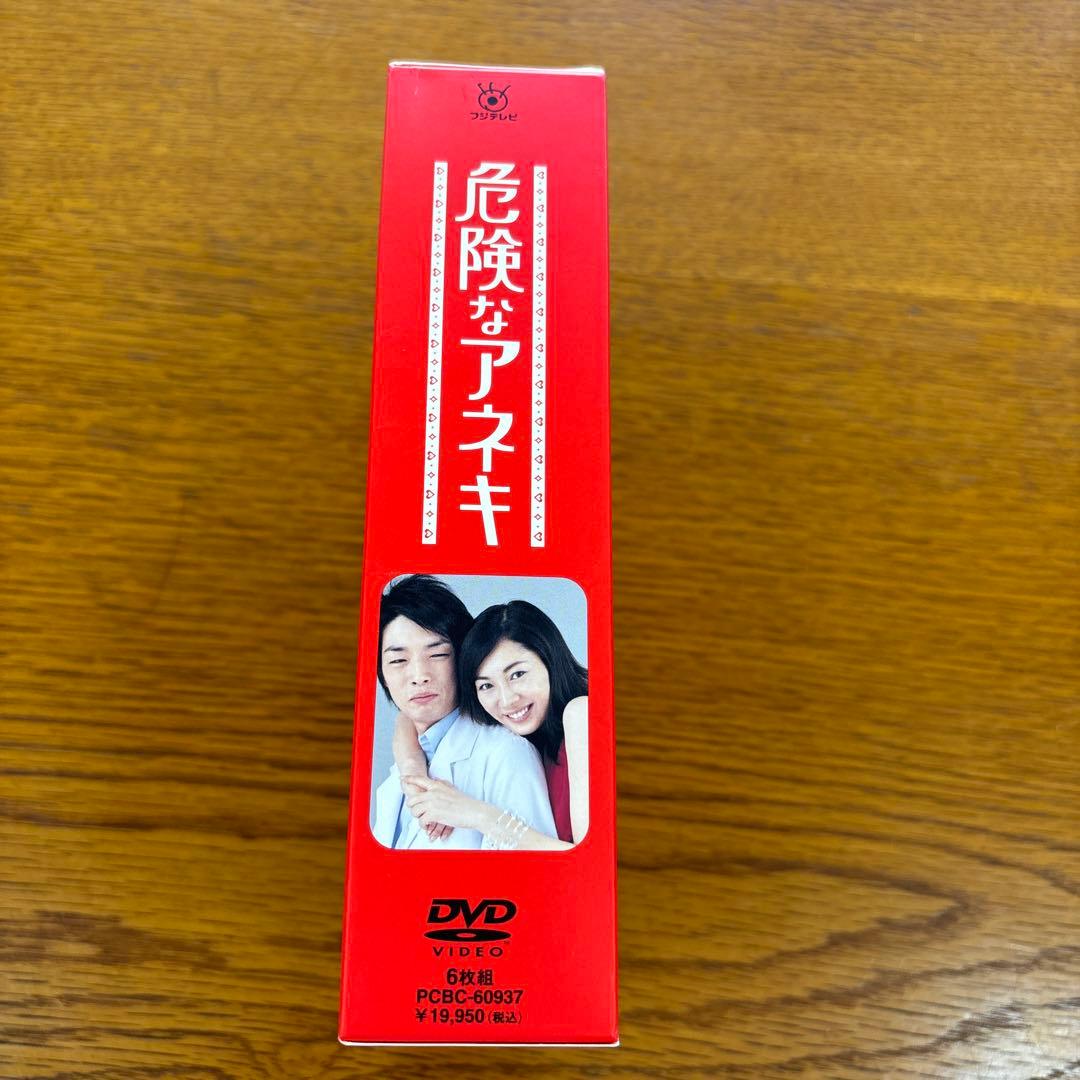 フジテレビ
危険なアネキ
DVD
VIDEO
6枚組
PCBC-60937
¥19,950(税込)